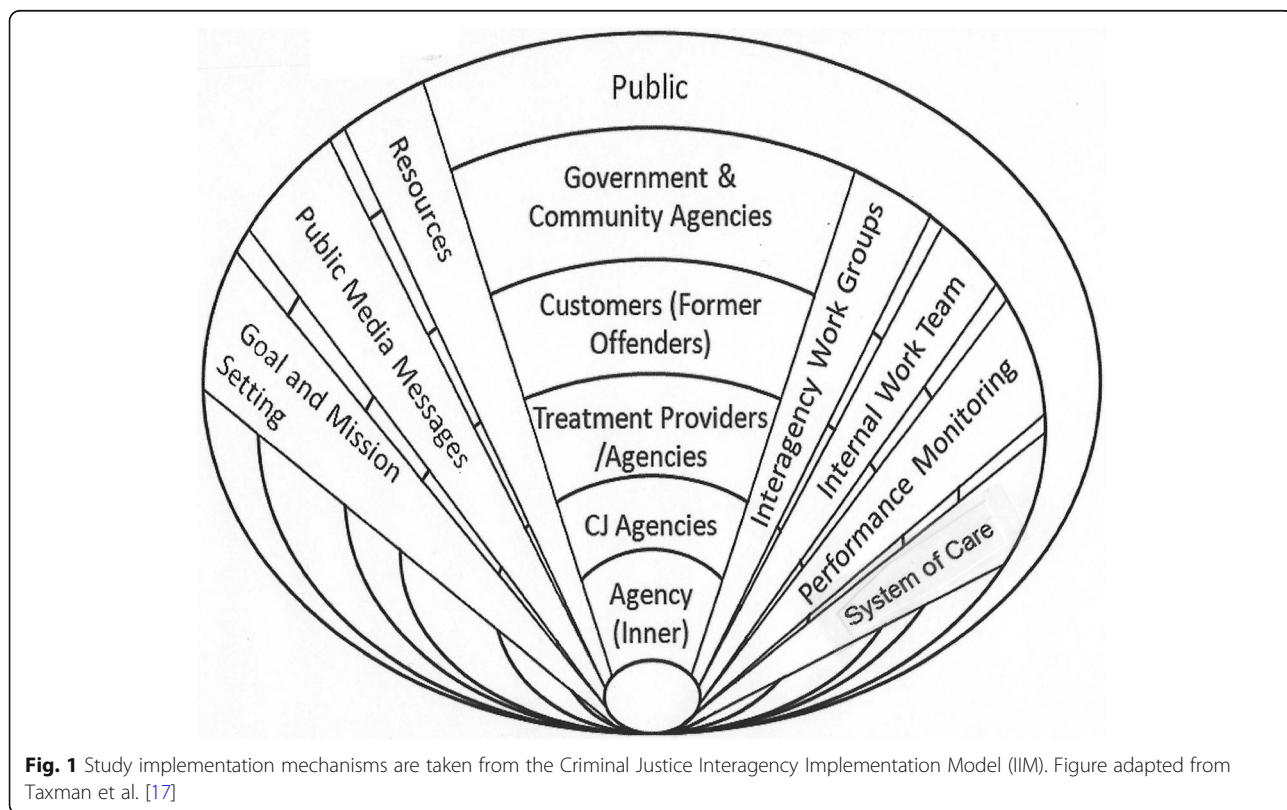 Public
Government &
Community Agencies
Customers (Former
Offenders)
Treatment Providers
/Agencies
CJ Agencies
Agency
(Inner)
Goal and Mission
Setting
Public Media Messages
Resources
Interagency Work Groups
Internal Work Team
Performance Monitoring
System of Care
Fig. 1 Study implementation mechanisms are taken from the Criminal Justice Interagency Implementation Model (IIM). Figure adapted from
Taxman et al. [17]